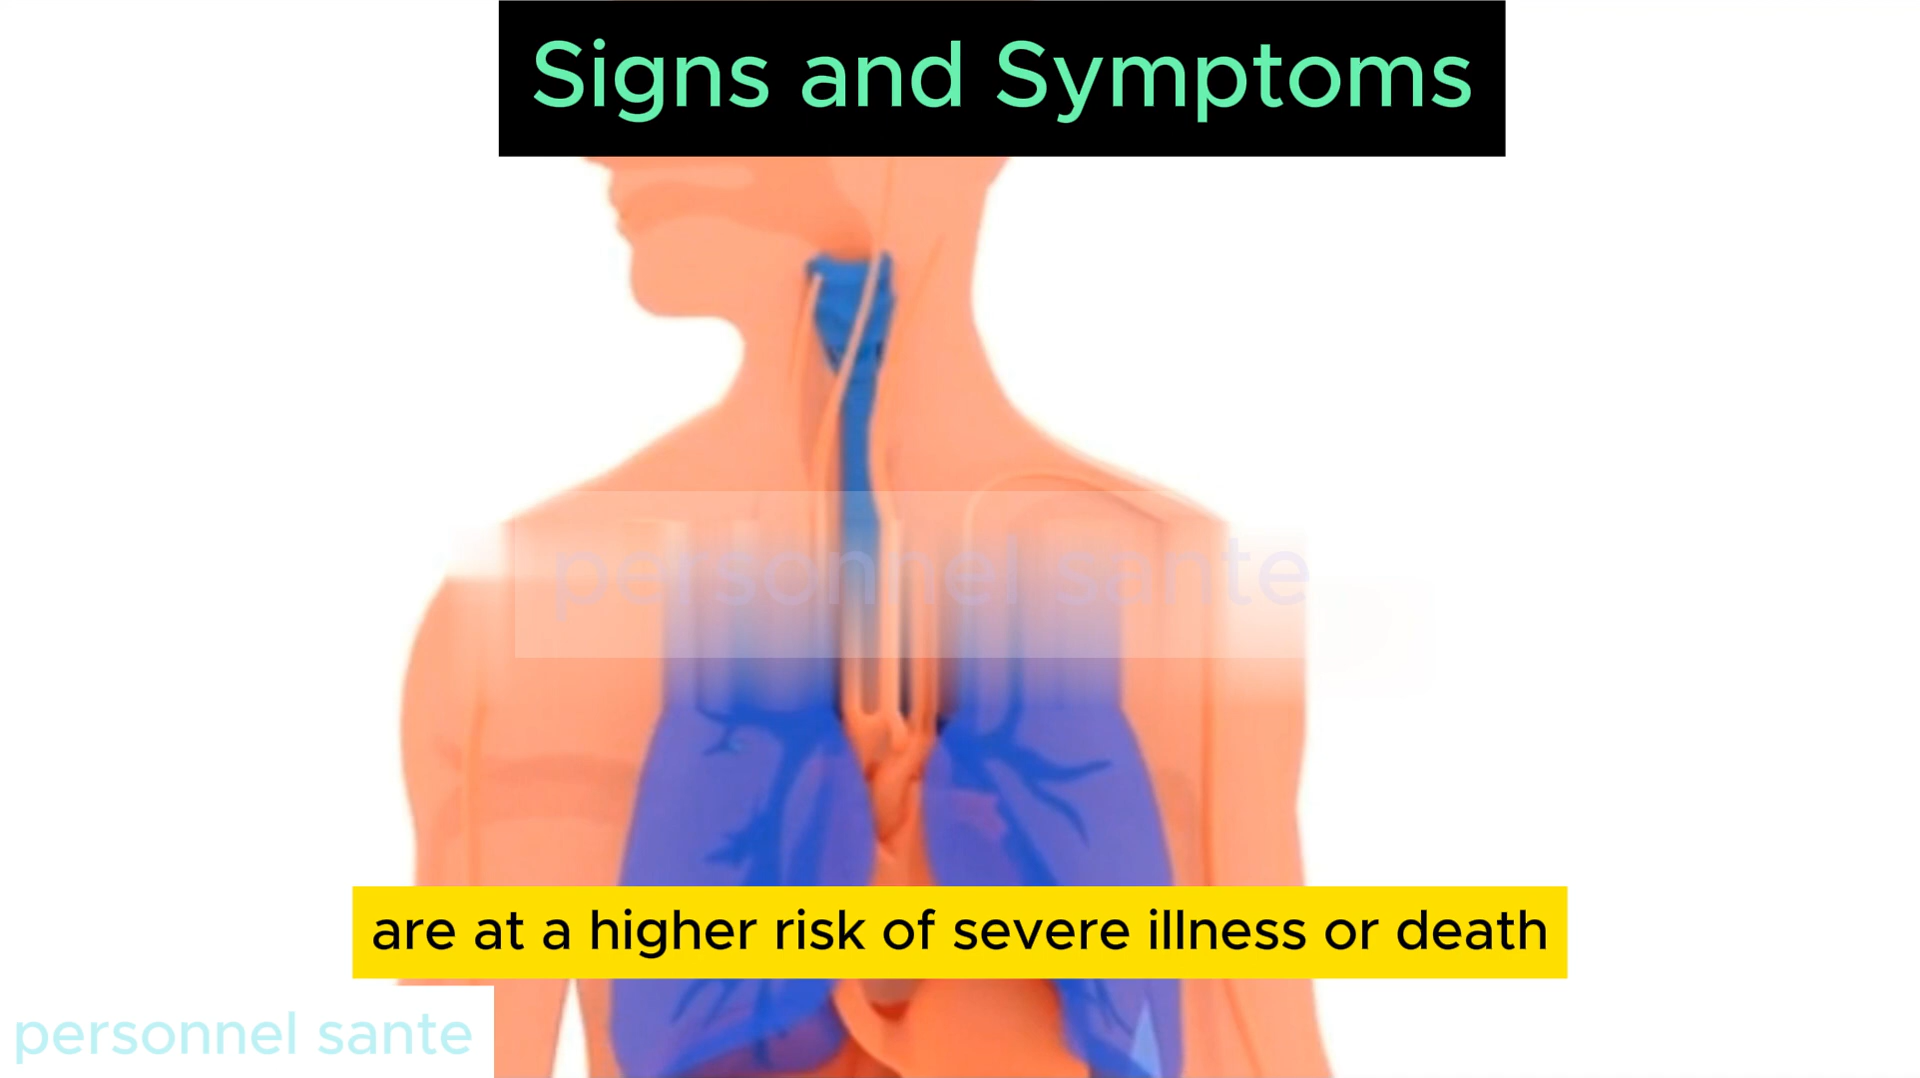 Signs and Symptoms
personnel sante
are at a higher risk of severe illness or death
personnel sante